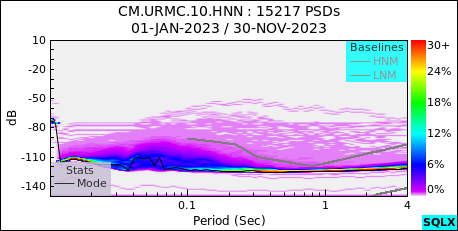 CM.URMC.10.HNN : 15217 PSDs
01-JAN-2023 / 30-NOV-2023
10
-20
-50
-80
-110
-140
dB
Baselines
HNM
LNM
Stats
Mode
30+
24%
18%
12%
6%
0%
0.1
1
4
Period (Sec)
SQLX